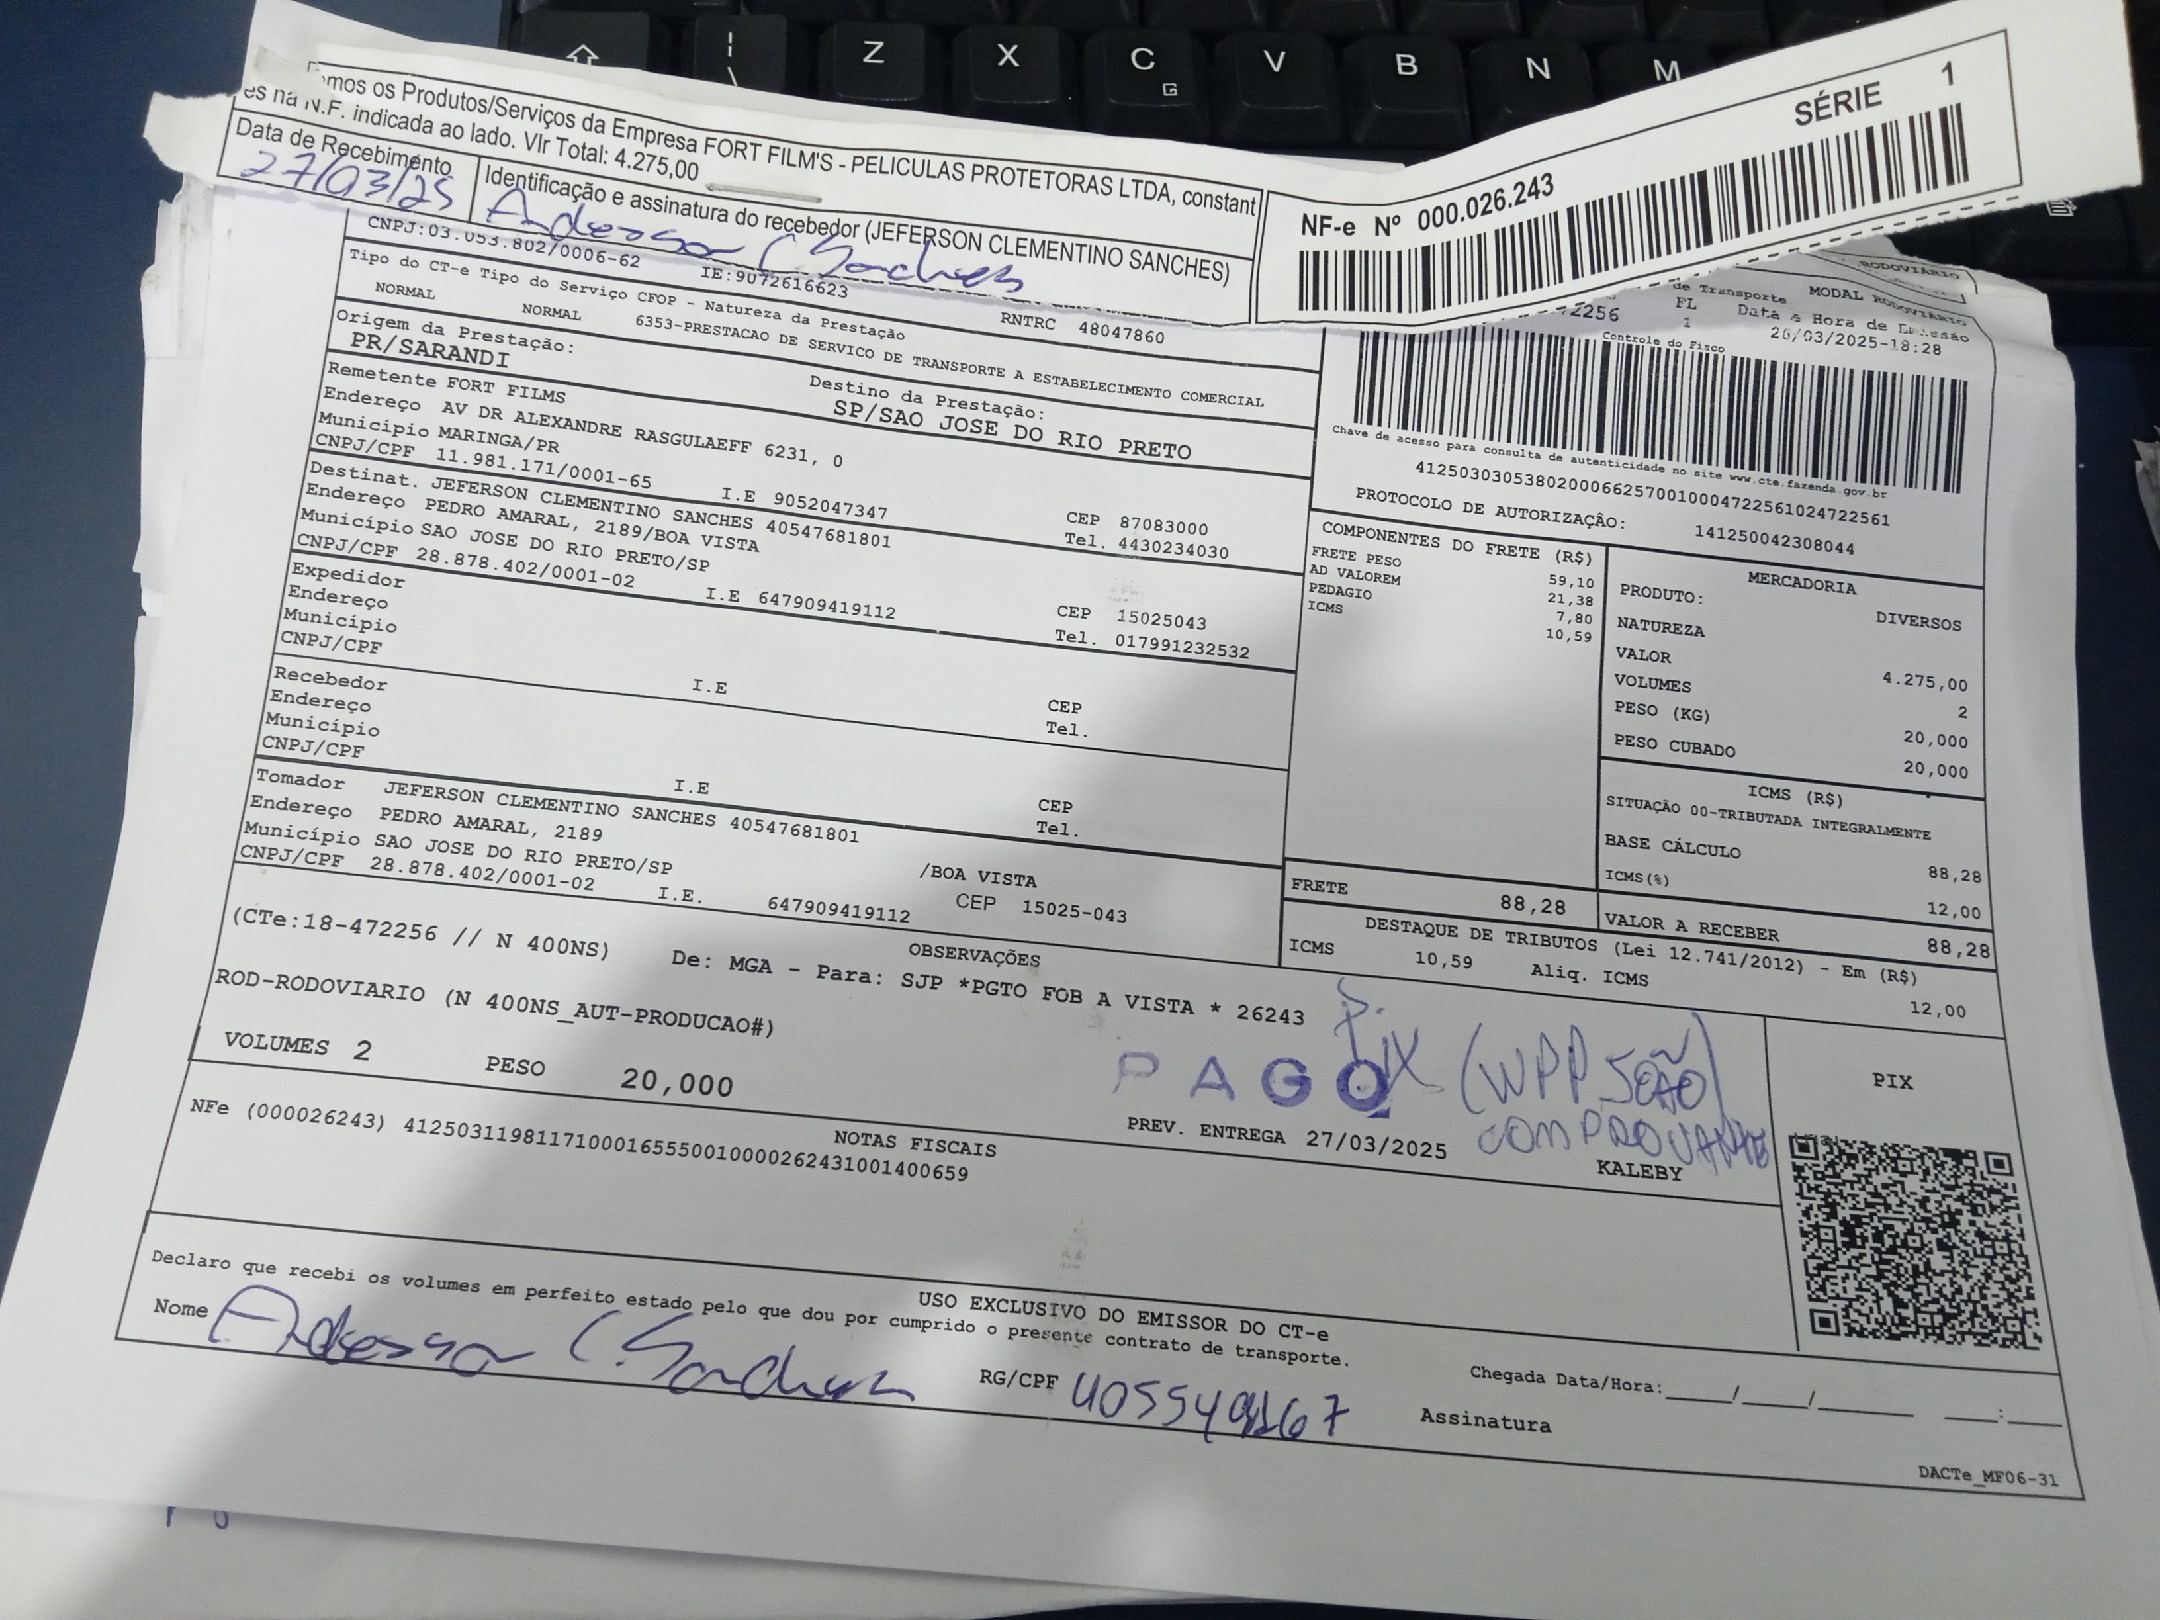 mos os Produtos/Serviços da Empresa FORT FILM'S - PELICULAS PROTETORAS LTDA, constant
es na N.F. indicada ao lado. Vlr Total: 4.275,00
Data de Recebimento
27/03/25
Identificação e assinatura do recebedor (JEFERSON CLEMENTINO SANCHES)
Anderson C Sanches
NF-e Nº 000.026.243
SÉRIE 1
CNPJ:03.053.802/0006-62 IE:9072616623
RNTRC 48047860
Tipo do CT-e Tipo do Serviço CFOP - Natureza da Prestação
NORMAL NORMAL 6353-PRESTACAO DE SERVICO DE TRANSPORTE A ESTABELECIMENTO COMERCIAL
Origem da Prestação:
PR/SARANDI
Destino da Prestação:
SP/SAO JOSE DO RIO PRETO
Remetente FORT FILMS
Endereço AV DR ALEXANDRE RASGULAEFF 6231, 0
Município MARINGA/PR CEP 87083000
CNPJ/CPF 11.981.171/0001-65 I.E 9052047347 Tel. 4430234030
Destinat. JEFERSON CLEMENTINO SANCHES 40547681801
Endereço PEDRO AMARAL, 2189/BOA VISTA
Município SAO JOSE DO RIO PRETO/SP CEP 15025043
CNPJ/CPF 28.878.402/0001-02 I.E 647909419112 Tel. 017991232532
Expedidor
Endereço
Município CEP
CNPJ/CPF I.E Tel.
Recebedor
Endereço
Município CEP
CNPJ/CPF I.E Tel.
Tomador JEFERSON CLEMENTINO SANCHES 40547681801
Endereço PEDRO AMARAL, 2189 /BOA VISTA
Município SAO JOSE DO RIO PRETO/SP CEP 15025-043
CNPJ/CPF 28.878.402/0001-02 I.E. 647909419112
RODOVIÁRIO
de Transporte MODAL RODOVIÁRIO
2256 FL 1 Data e Hora de Emissão
26/03/2025-18:28
Controle do Fisco
Chave de acesso para consulta de autenticidade no site www.cte.fazenda.gov.br
41250303053802000662570010004722561024722561
PROTOCOLO DE AUTORIZAÇÃO: 141250042308044
COMPONENTES DO FRETE (R$)
FRETE PESO 59,10
AD VALOREM 21,38
PEDAGIO 7,80
ICMS 10,59
MERCADORIA
PRODUTO: DIVERSOS
NATUREZA
VALOR 4.275,00
VOLUMES 2
PESO (KG) 20,000
PESO CUBADO 20,000
ICMS (R$)
SITUAÇÃO 00-TRIBUTADA INTEGRALMENTE
BASE CÁLCULO 88,28
ICMS(%) 12,00
FRETE 88,28
VALOR A RECEBER 88,28
DESTAQUE DE TRIBUTOS (Lei 12.741/2012) - Em (R$)
ICMS 10,59 Aliq. ICMS 12,00
OBSERVAÇÕES
(CTe:18-472256 // N 400NS) De: MGA - Para: SJP *PGTO FOB A VISTA * 26243
ROD-RODOVIARIO (N 400NS_AUT-PRODUCAO#)
VOLUMES 2 PESO 20,000
PAGO
PIX (WPP JOÃO)
COMPROVANTE
PREV. ENTREGA 27/03/2025 KALEBY
PIX
NOTAS FISCAIS
NFe (000026243) 41250311981171000165550010000262431001400659
USO EXCLUSIVO DO EMISSOR DO CT-e
Declaro que recebi os volumes em perfeito estado pelo que dou por cumprido o presente contrato de transporte.
Nome Anderson C Sanches RG/CPF
Chegada Data/Hora:_____/_____/_______ ____:____
Assinatura
DACTe_MF06-31